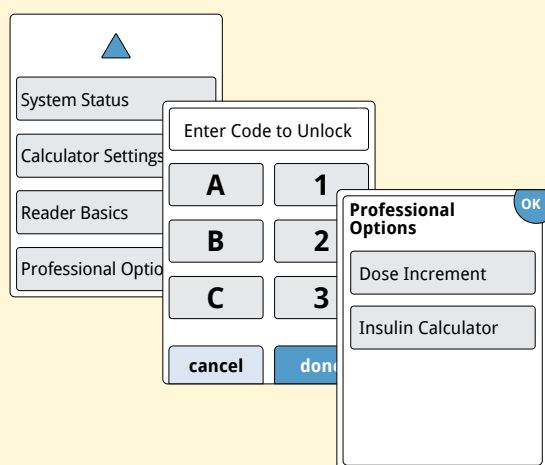 System Status
Calculator Settings
Reader Basics
Professional Optio
Enter Code to Unlock
A
1
B
2
C
3
cancel
done
Professional
Options
OK
Dose Increment
Insulin Calculator